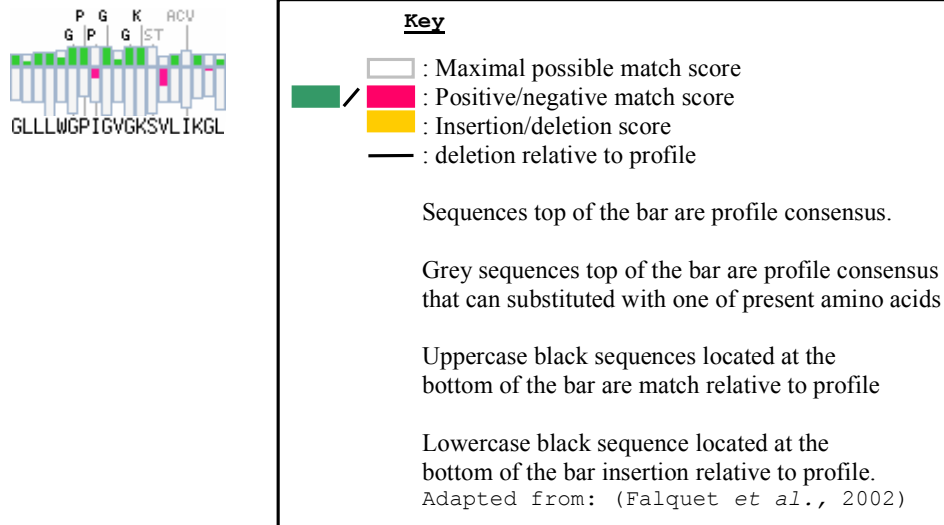 P G K ACV
G P G ST
GLLLWGPIGVGKSVLIKGL
Key
: Maximal possible match score
/ : Positive/negative match score
: Insertion/deletion score
: deletion relative to profile
Sequences top of the bar are profile consensus.
Grey sequences top of the bar are profile consensus
that can substituted with one of present amino acids
Uppercase black sequences located at the
bottom of the bar are match relative to profile
Lowercase black sequence located at the
bottom of the bar insertion relative to profile.
Adapted from: (Falquet et al., 2002)